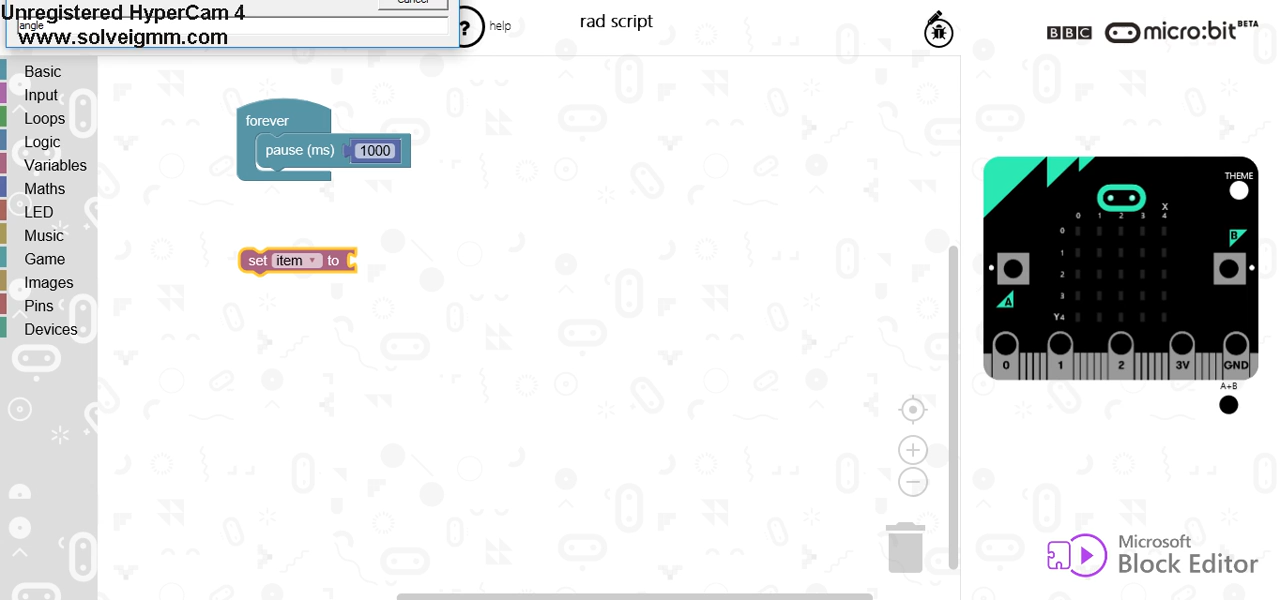 Unregistered HyperCam 4
Cancel
angle
www.solveigmm.com
?
help
rad script
BBC micro:bit BETA
Basic
Input
Loops
Logic
Variables
Maths
LED
Music
Game
Images
Pins
Devices
forever
pause (ms) 1000
set item to
THEME
X
0 1 2 3 4
0
1
2
3
Y4
A
B
0 1 2 3V GND
A+B
Microsoft
Block Editor